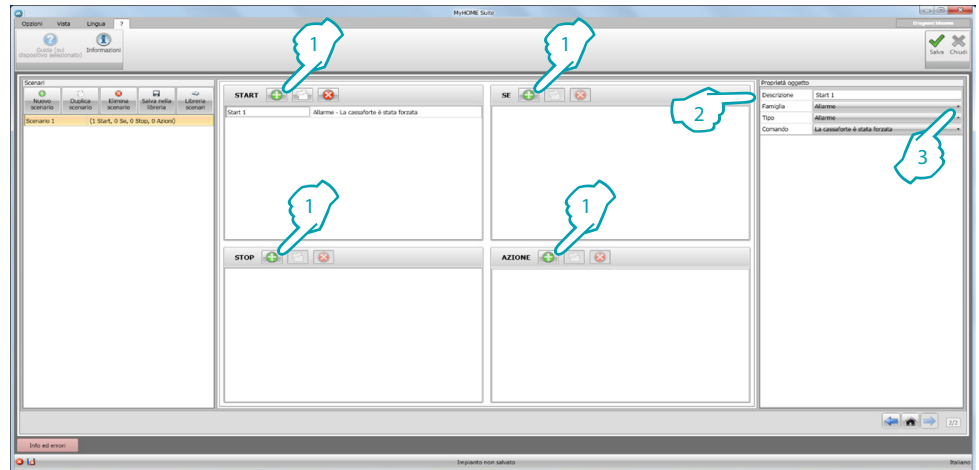 MyHOME Suite
Opzioni Vista Lingua ?
Guida (sul dispositivo selezionato)
Informazioni
Salva Chiudi
1
1
Scenari
Nuovo scenario
Duplica scenario
Elimina scenario
Salva nella libreria
Libreria scenari
Scenario 1 (1 Start, 0 Se, 0 Stop, 0 Azioni)
START
Start 1 Allarme - La cassaforte è stata forzata
SE
Proprietà oggetto
Descrizione Start 1
Famiglia Allarme
Tipo Allarme
Comando La cassaforte è stata forzata
2
3
1
1
STOP
AZIONE
2/2
Info ed errori
Impianto non salvato
Italiano